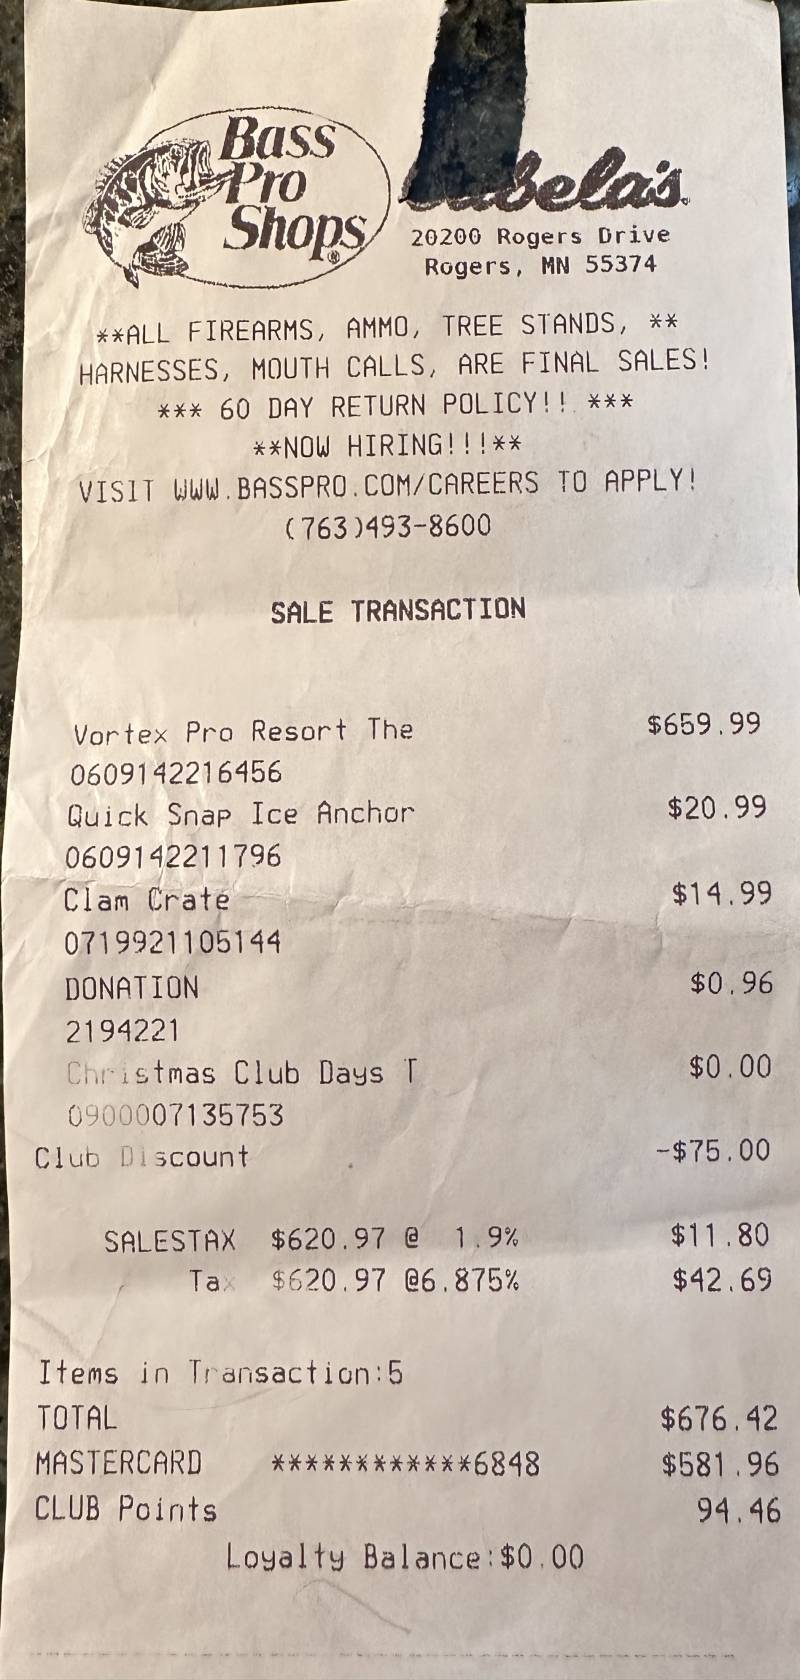 Bass
Pro
Shops®
bela's
20200 Rogers Drive
Rogers, MN 55374
**ALL FIREARMS, AMMO, TREE STANDS, **
HARNESSES, MOUTH CALLS, ARE FINAL SALES!
*** 60 DAY RETURN POLICY!! ***
**NOW HIRING!!!**
VISIT WWW.BASSPRO.COM/CAREERS TO APPLY!
(763)493-8600
SALE TRANSACTION
Vortex Pro Resort The $659.99
0609142216456
Quick Snap Ice Anchor $20.99
0609142211796
Clam Crate $14.99
0719921105144
DONATION $0.96
2194221
Christmas Club Days T $0.00
0900007135753
Club Discount -$75.00
SALESTAX $620.97 @ 1.9% $11.80
Tax $620.97 @6.875% $42.69
Items in Transaction:5
TOTAL $676.42
MASTERCARD ************6848 $581.96
CLUB Points 94.46
Loyalty Balance:$0.00